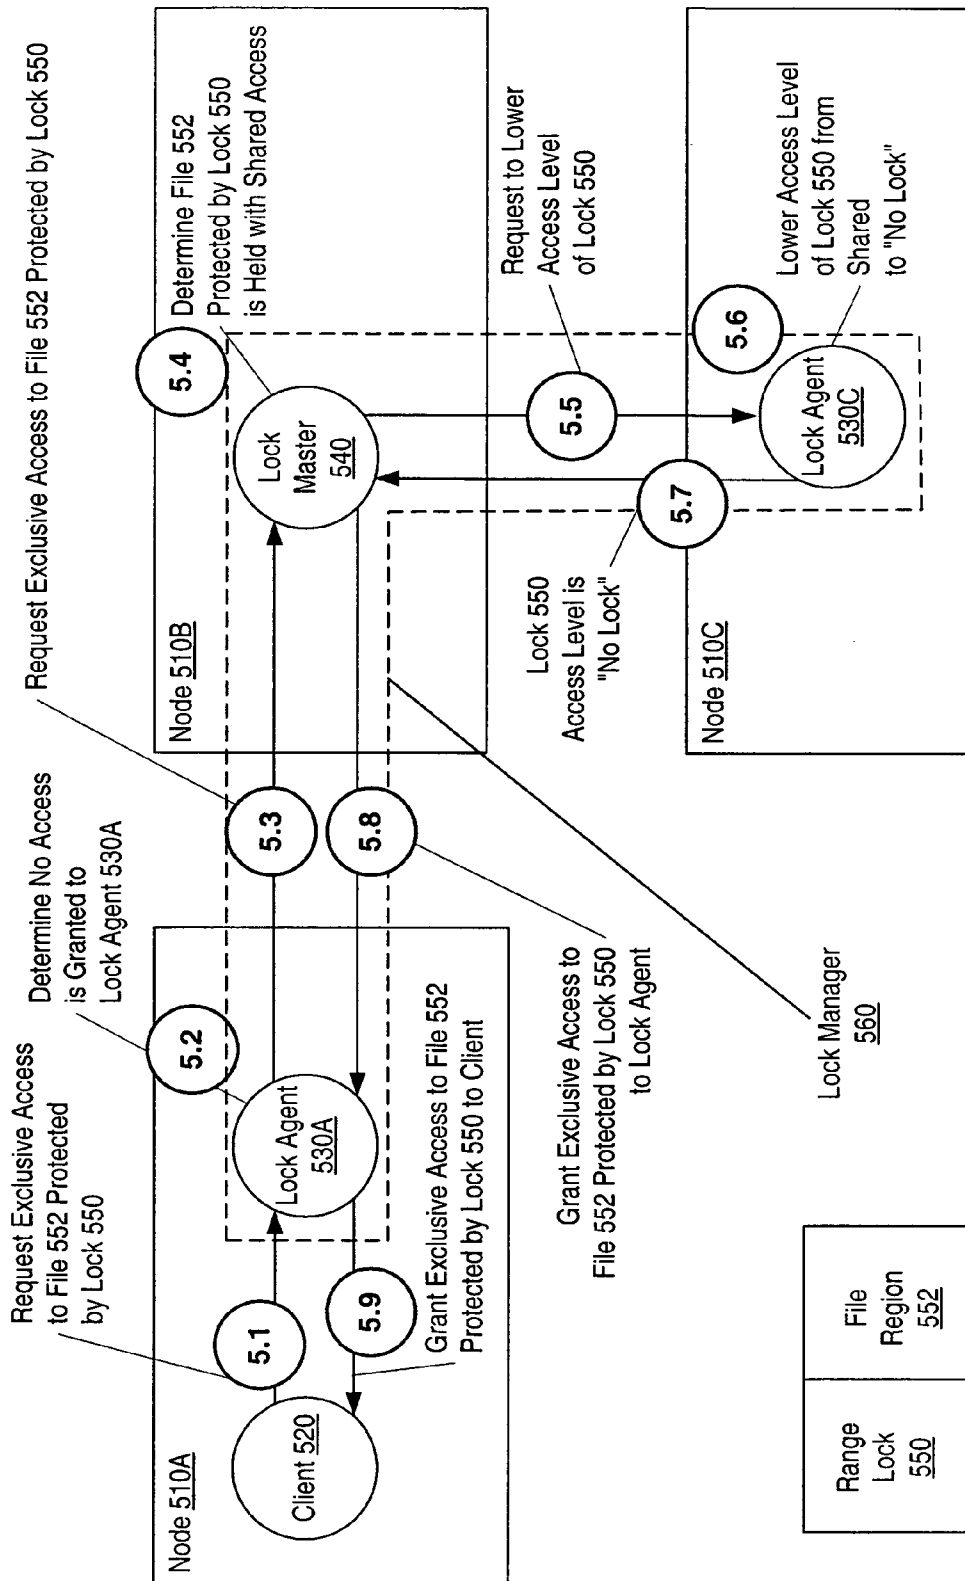 Request Exclusive Access
to File 552 Protected
by Lock 550
Determine No Access
is Granted to
Lock Agent 530A
Request Exclusive Access to File 552 Protected by Lock 550
Node 510A
5.2
Client 520
5.1
Lock Agent
530A
5.9
Grant Exclusive Access to File 552
Protected by Lock 550 to Client
5.3
5.8
Grant Exclusive Access to
File 552 Protected by Lock 550
to Lock Agent
Node 510B
5.4
Determine File 552
Protected by Lock 550
is Held with Shared Access
Lock
Master
540
5.5
Request to Lower
Access Level
of Lock 550
Lock 550
Access Level is
"No Lock"
5.7
Node 510C
5.6
Lock Agent
530C
Lower Access Level
of Lock 550 from
Shared
to "No Lock"
Lock Manager
560
Range
Lock
550
File
Region
552